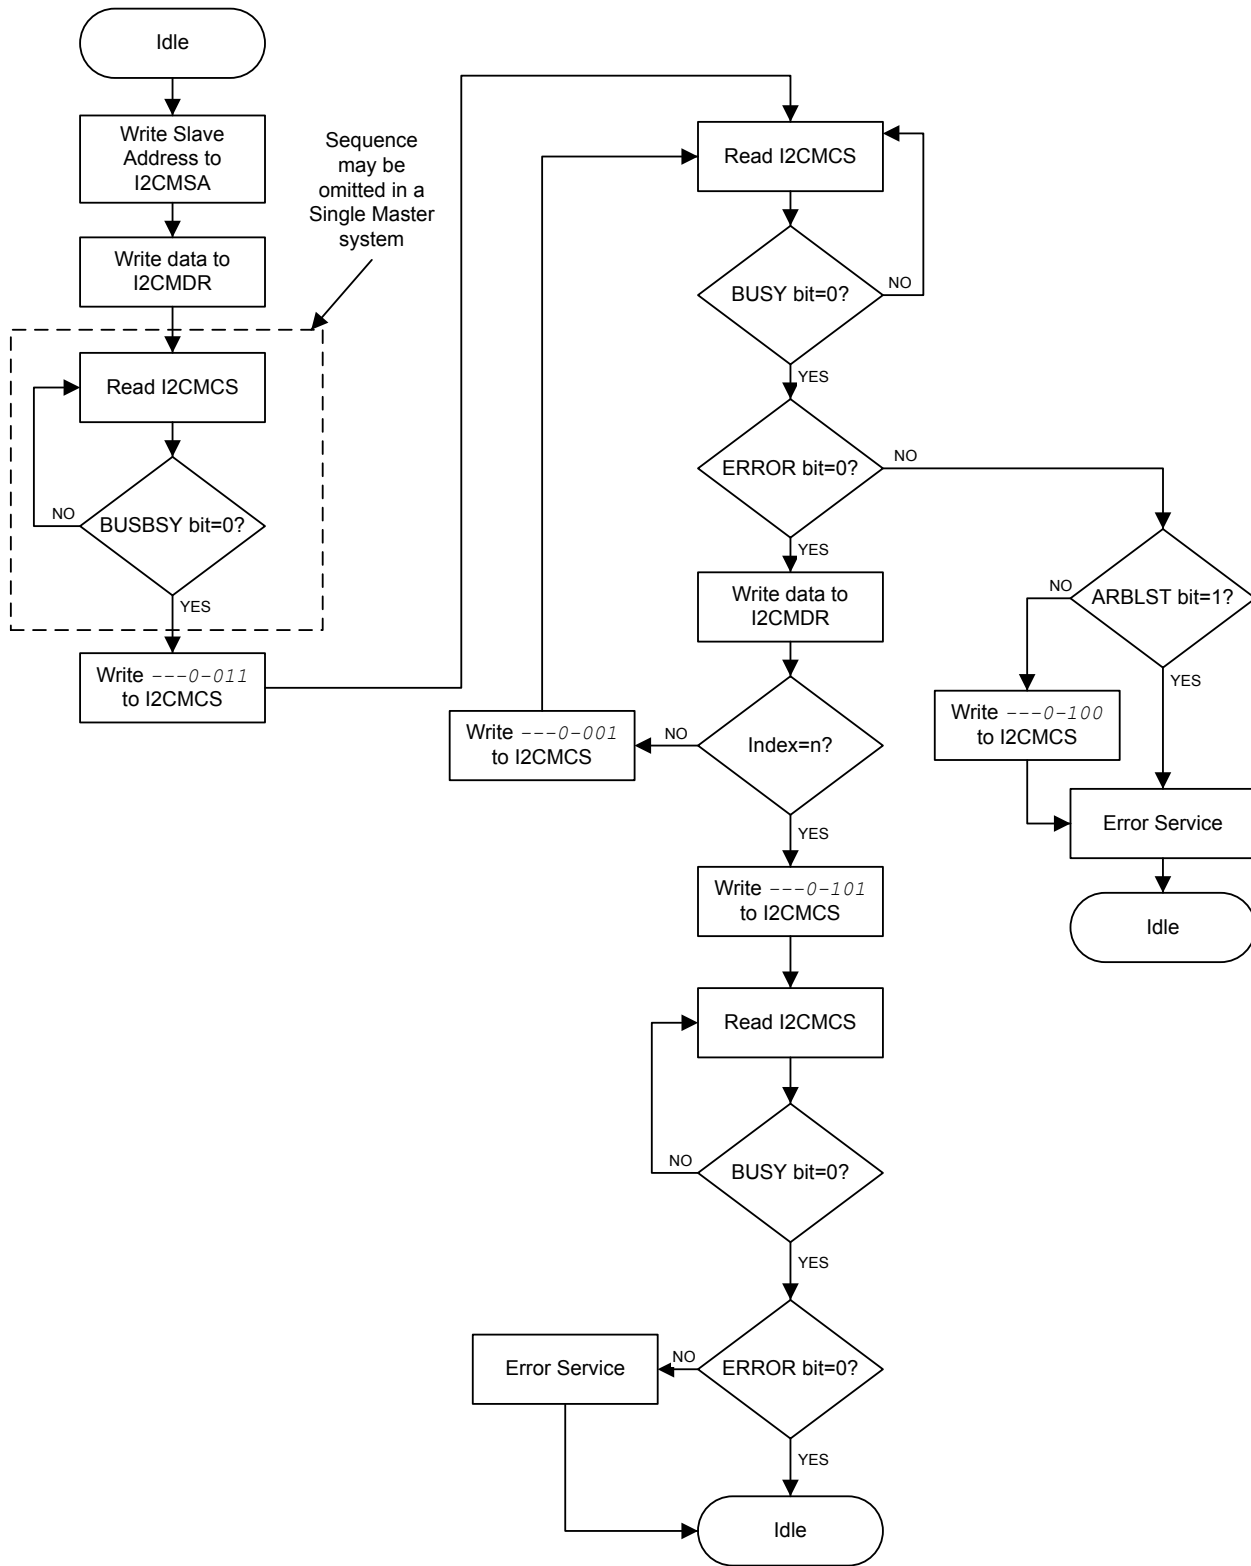 Idle
Write Slave
Address to
I2CMSA
Write data to
I2CMDR
Sequence
may be
omitted in a
Single Master
system
Read I2CMCS
BUSBSY bit=0?
NO
YES
Write ---0-011
to I2CMCS
Read I2CMCS
BUSY bit=0?
NO
YES
ERROR bit=0?
NO
YES
Write data to
I2CMDR
Index=n?
NO
Write ---0-001
to I2CMCS
YES
ARBLST bit=1?
NO
YES
Write ---0-100
to I2CMCS
Error Service
Idle
Write ---0-101
to I2CMCS
Read I2CMCS
BUSY bit=0?
NO
YES
ERROR bit=0?
NO
Error Service
YES
Idle